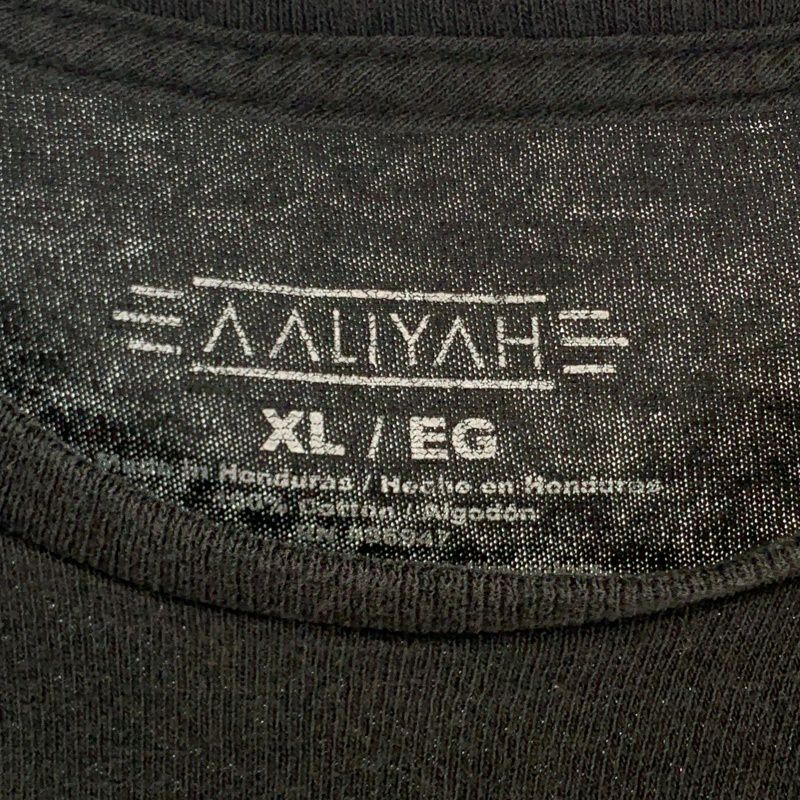 AALIYAH
XL / EG
Made in Honduras / Hecho en Honduras
100% Cotton / Algodón